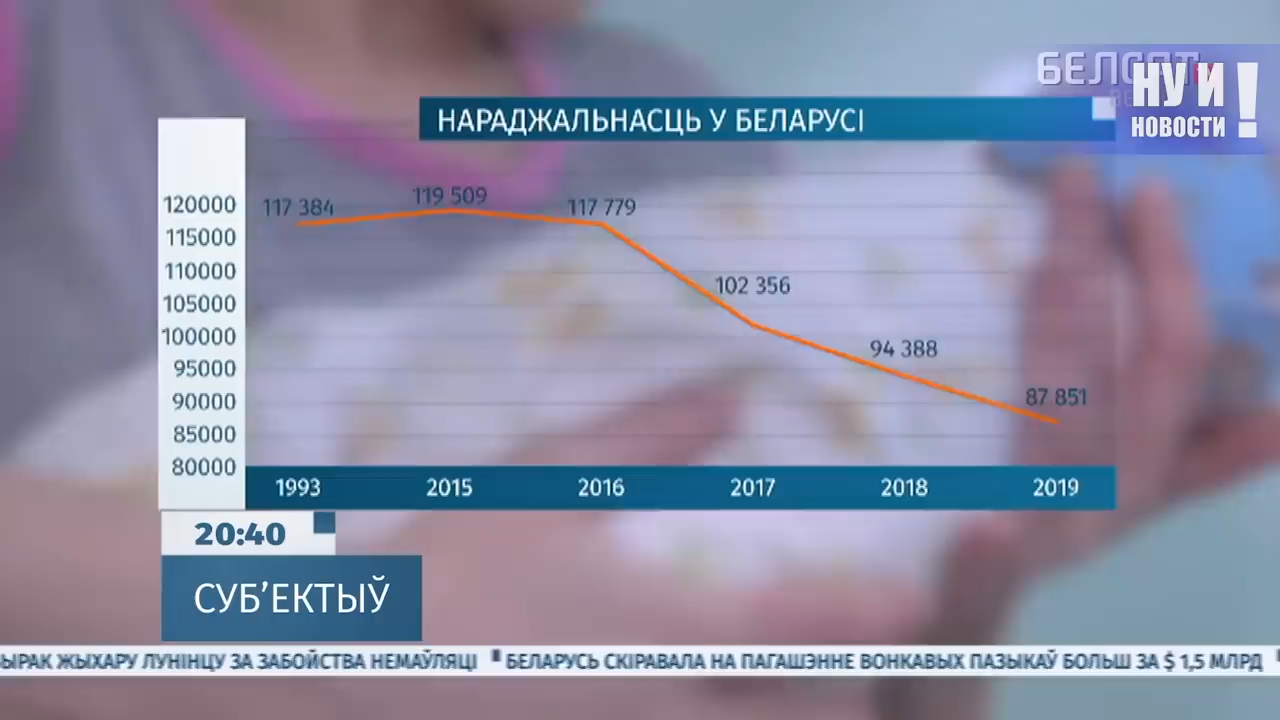 БЕЛСАТ
НУ И
НОВОСТИ !
НАРАДЖАЛЬНАСЦЬ У БЕЛАРУСІ
120000
115000
110000
105000
100000
95000
90000
85000
80000
117 384
119 509
117 779
102 356
94 388
87 851
1993 2015 2016 2017 2018 2019
20:40
СУБ’ЕКТЫЎ
ЫРАК ЖЫХАРУ ЛУНІНЦУ ЗА ЗАБОЙСТВА НЕМАЎЛЯЦІ БЕЛАРУСЬ СКІРАВАЛА НА ПАГАШЭННЕ ВОНКАВЫХ ПАЗЫКАЎ БОЛЬШ ЗА $ 1,5 МЛРД